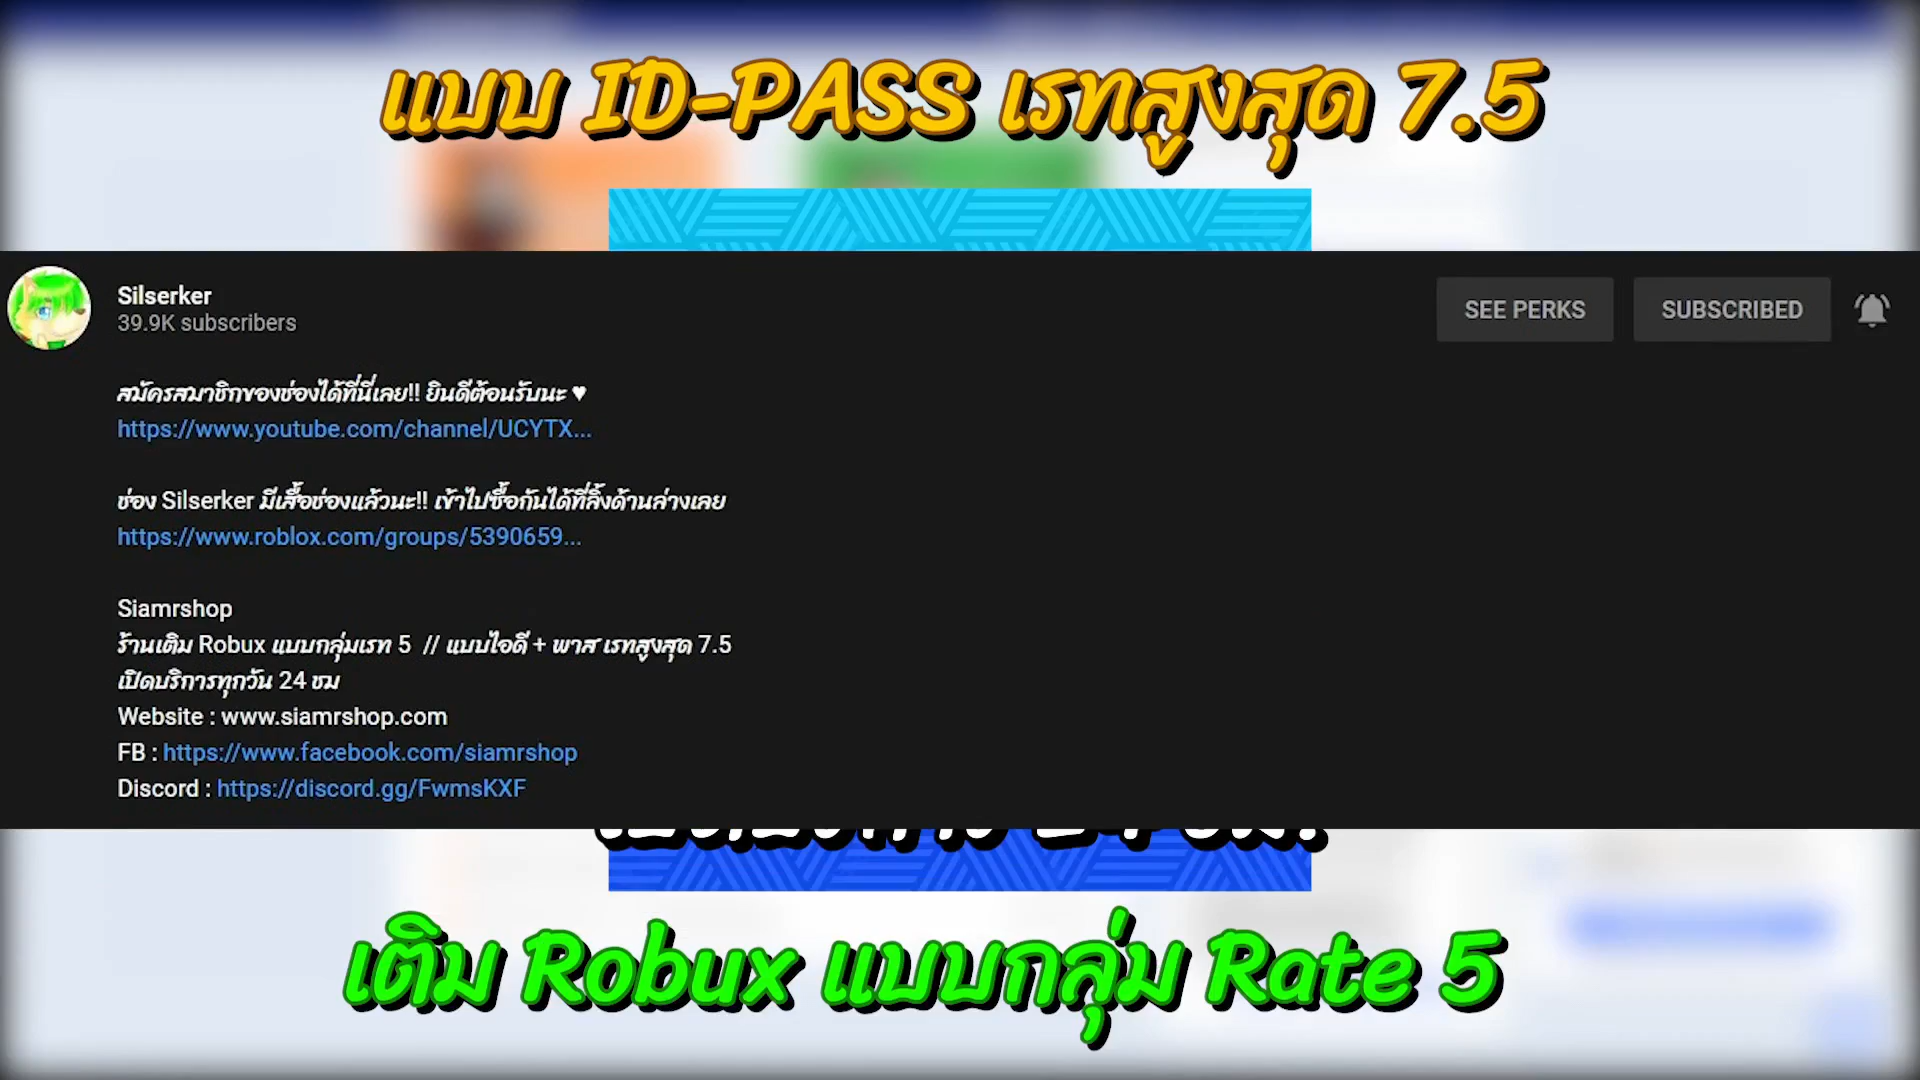 แบบ ID-PASS เรทสูงสุด 7.5
Silserker
39.9K subscribers
SEE PERKS
SUBSCRIBED
สมัครสมาชิกของช่องได้ที่นี่เลย!! ยินดีต้อนรับนะ ♥
https://www.youtube.com/channel/UCYTX...
ช่อง Silserker มีเสื้อช่องแล้วนะ!! เข้าไปซื้อกันได้ที่ลิ้งด้านล่างเลย
https://www.roblox.com/groups/5390659...
Siamrshop
ร้านเติม Robux แบบกลุ่มเรท 5 // แบบไอดี + พาส เรทสูงสุด 7.5
เปิดบริการทุกวัน 24 ชม
Website : www.siamrshop.com
FB : https://www.facebook.com/siamrshop
Discord : https://discord.gg/FwmsKXF
เติม Robux แบบกลุ่ม Rate 5